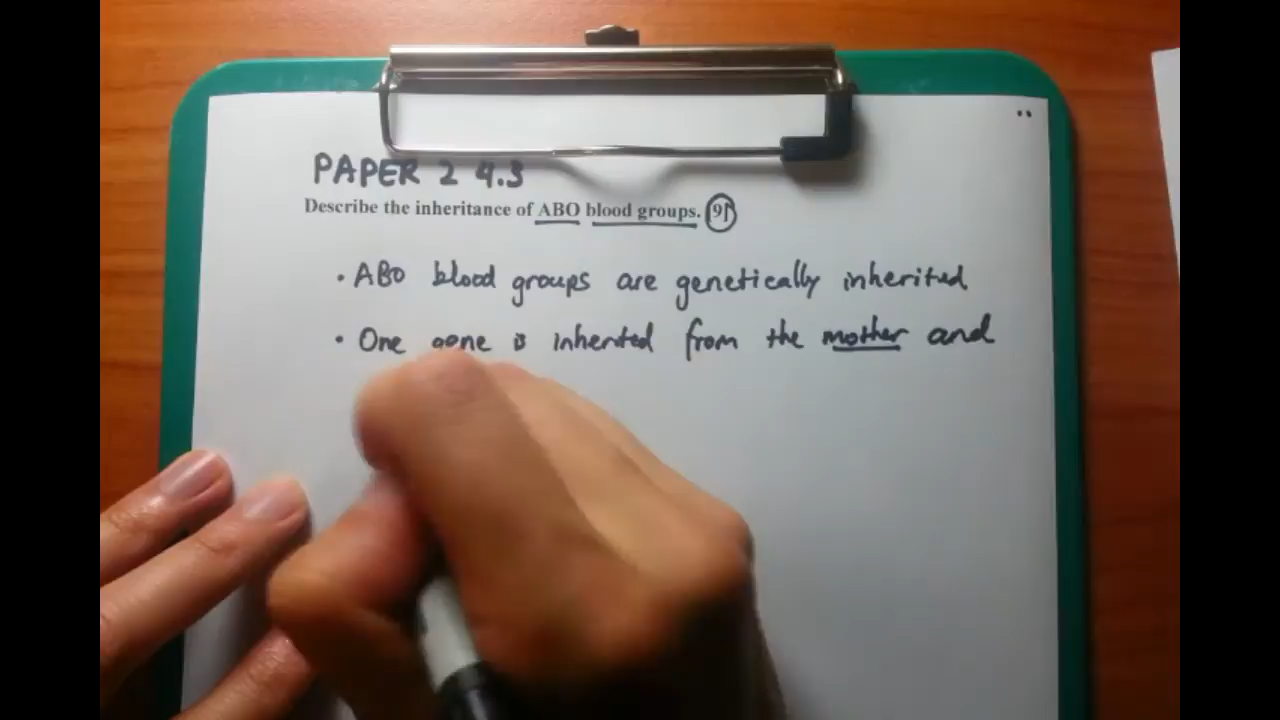 PAPER 2 4.3
Describe the inheritance of ABO blood groups. 9
• ABO blood groups are genetically inherited
• One gene is inherited from the mother and